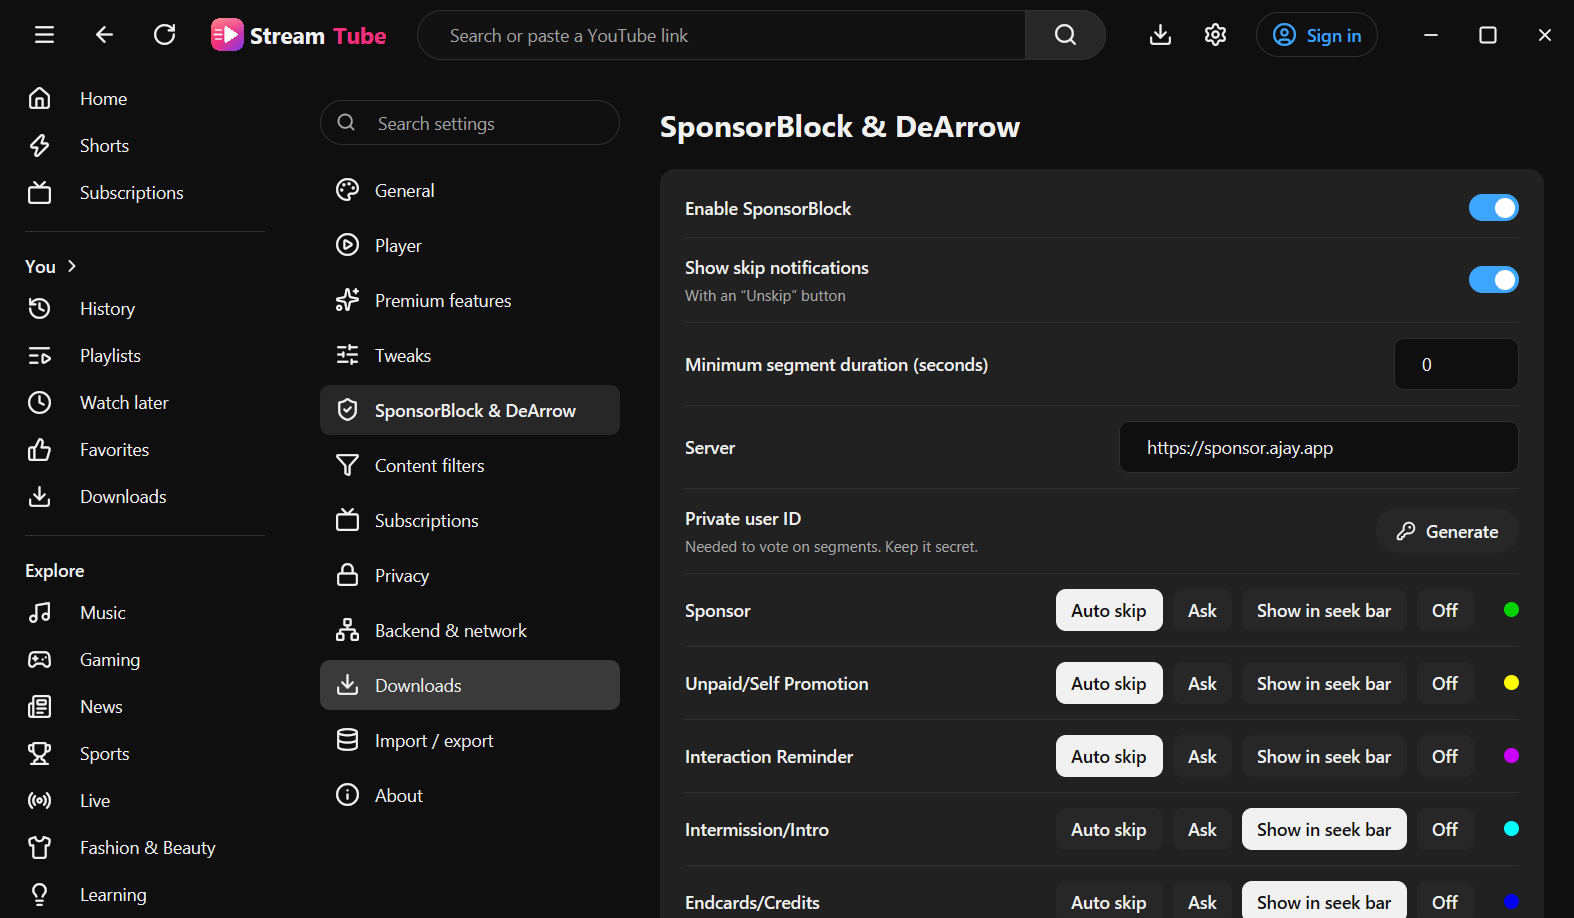 Stream Tube
Search or paste a YouTube link
Sign in
Home
Shorts
Subscriptions
You
History
Playlists
Watch later
Favorites
Downloads
Explore
Music
Gaming
News
Sports
Live
Fashion & Beauty
Learning
Search settings
General
Player
Premium features
Tweaks
SponsorBlock & DeArrow
Content filters
Subscriptions
Privacy
Backend & network
Downloads
Import / export
About
SponsorBlock & DeArrow
Enable SponsorBlock
Show skip notifications
With an “Unskip” button
Minimum segment duration (seconds) 0
Server https://sponsor.ajay.app
Private user ID
Needed to vote on segments. Keep it secret.
Generate
Sponsor Auto skip Ask Show in seek bar Off
Unpaid/Self Promotion Auto skip Ask Show in seek bar Off
Interaction Reminder Auto skip Ask Show in seek bar Off
Intermission/Intro Auto skip Ask Show in seek bar Off
Endcards/Credits Auto skip Ask Show in seek bar Off